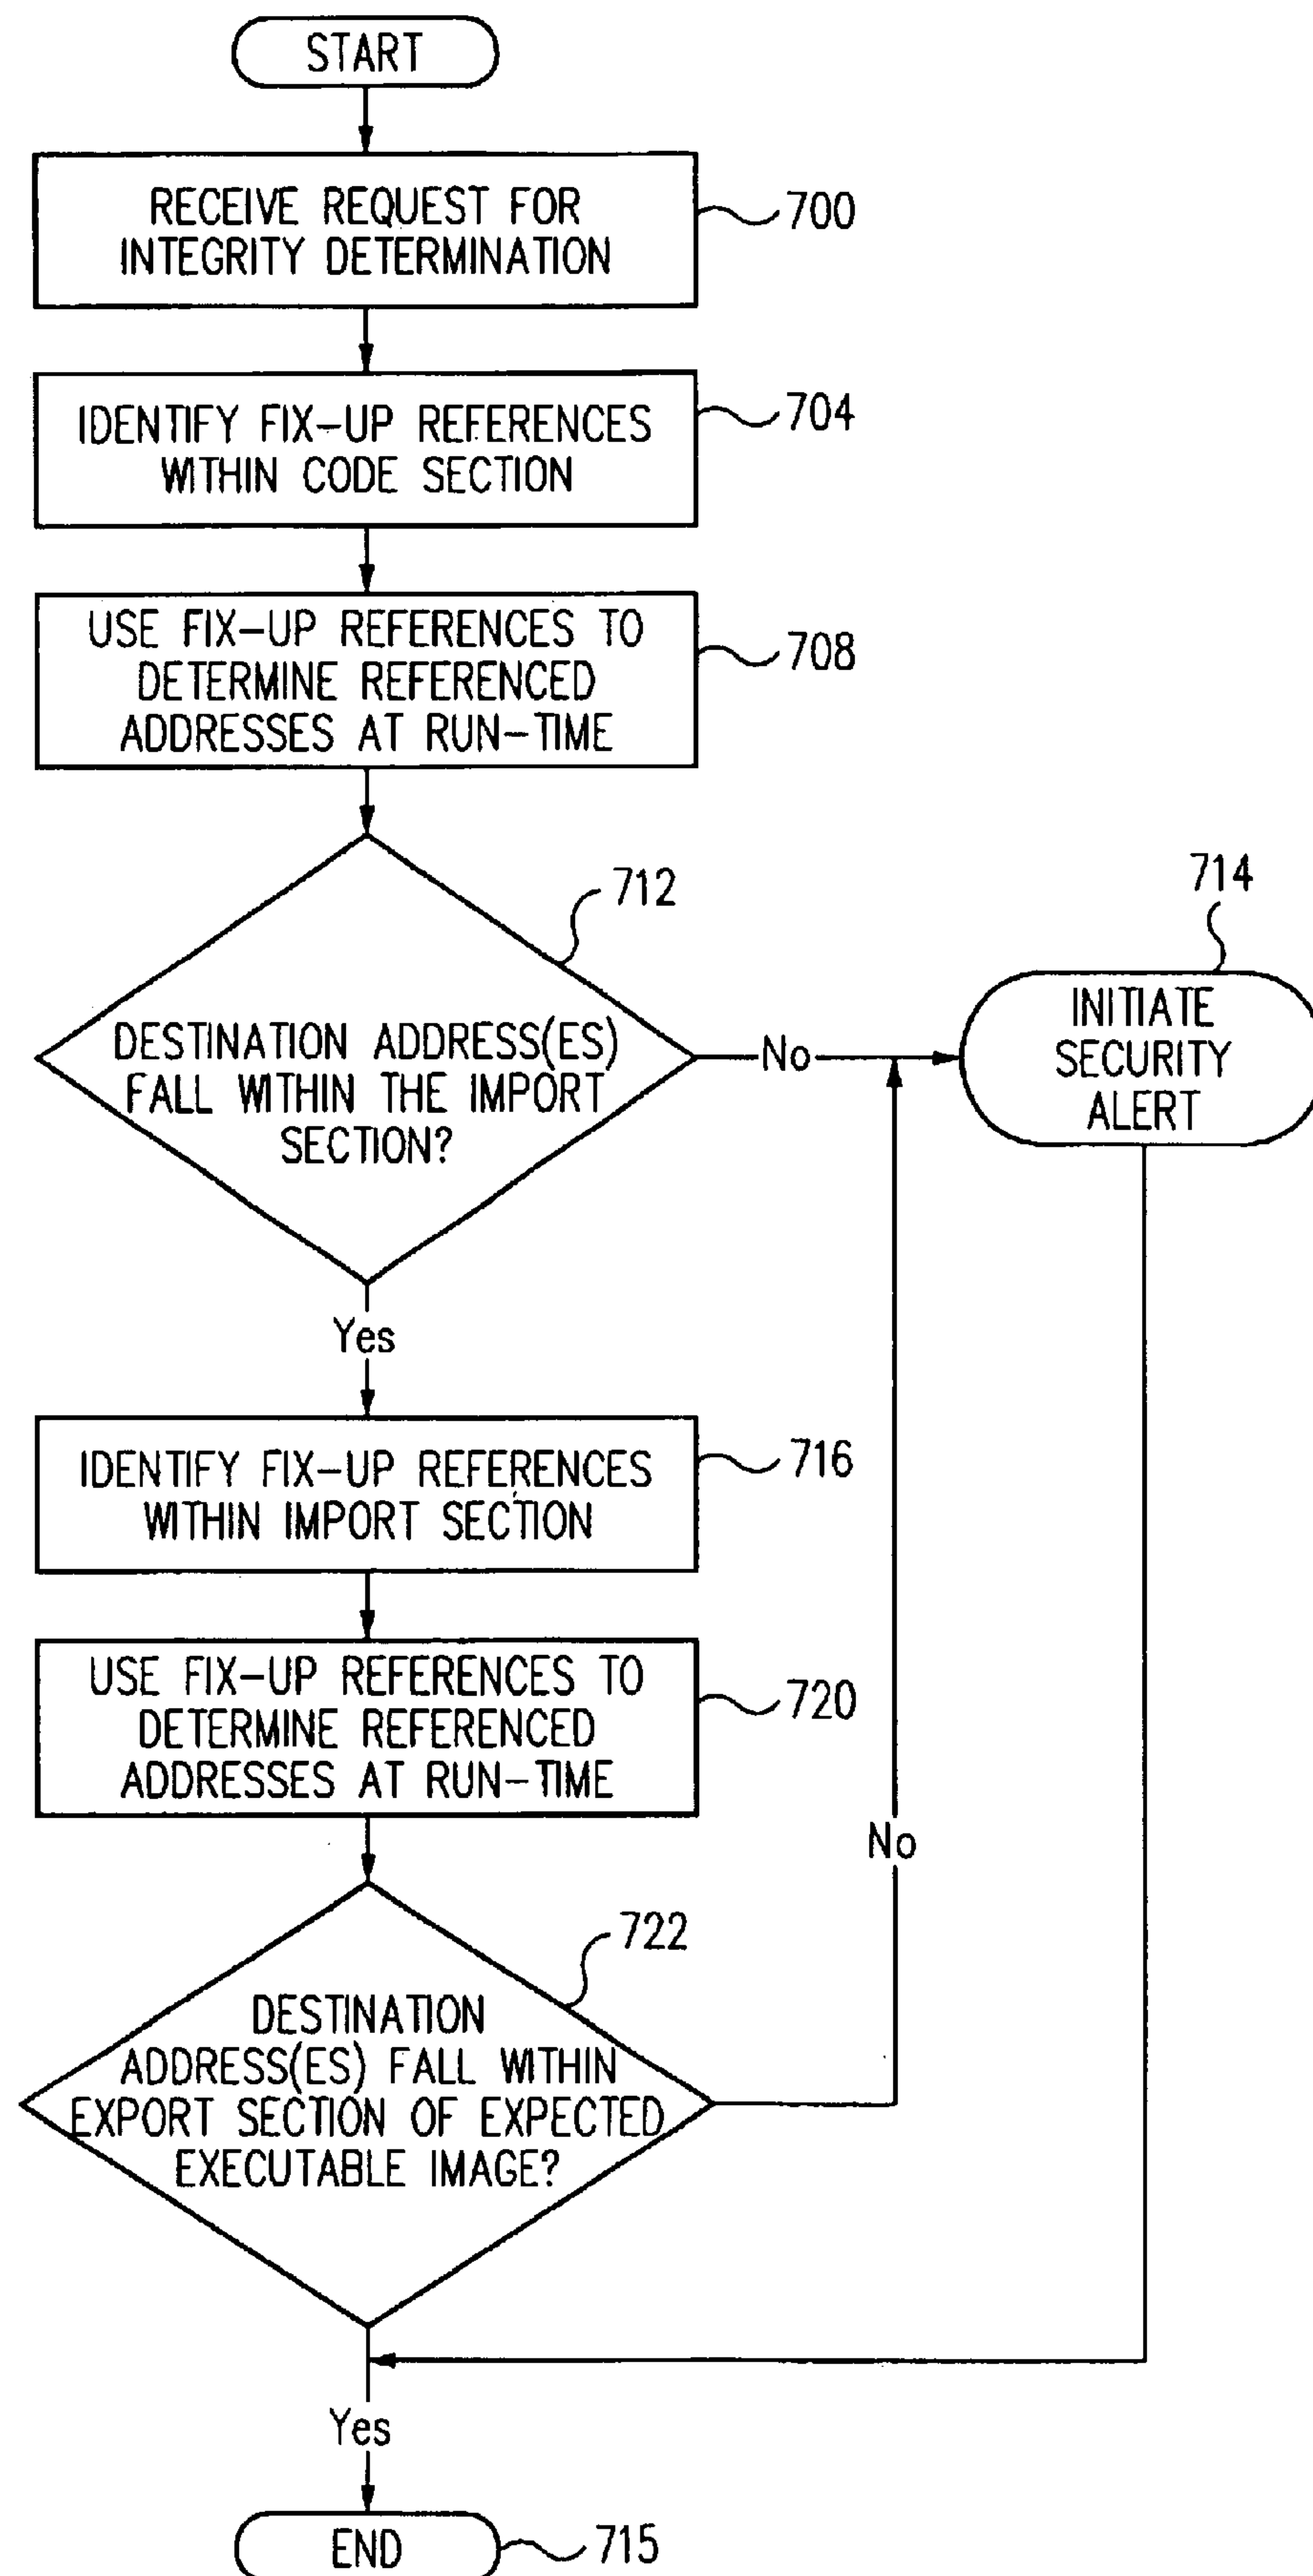 START
RECEIVE REQUEST FOR
INTEGRITY DETERMINATION
700
IDENTIFY FIX-UP REFERENCES
WITHIN CODE SECTION
704
USE FIX-UP REFERENCES TO
DETERMINE REFERENCED
ADDRESSES AT RUN-TIME
708
712
DESTINATION ADDRESS(ES)
FALL WITHIN THE IMPORT
SECTION?
No
714
INITIATE
SECURITY
ALERT
Yes
IDENTIFY FIX-UP REFERENCES
WITHIN IMPORT SECTION
716
USE FIX-UP REFERENCES TO
DETERMINE REFERENCED
ADDRESSES AT RUN-TIME
720
No
722
DESTINATION
ADDRESS(ES) FALL WITHIN
EXPORT SECTION OF EXPECTED
EXECUTABLE IMAGE?
Yes
END
715